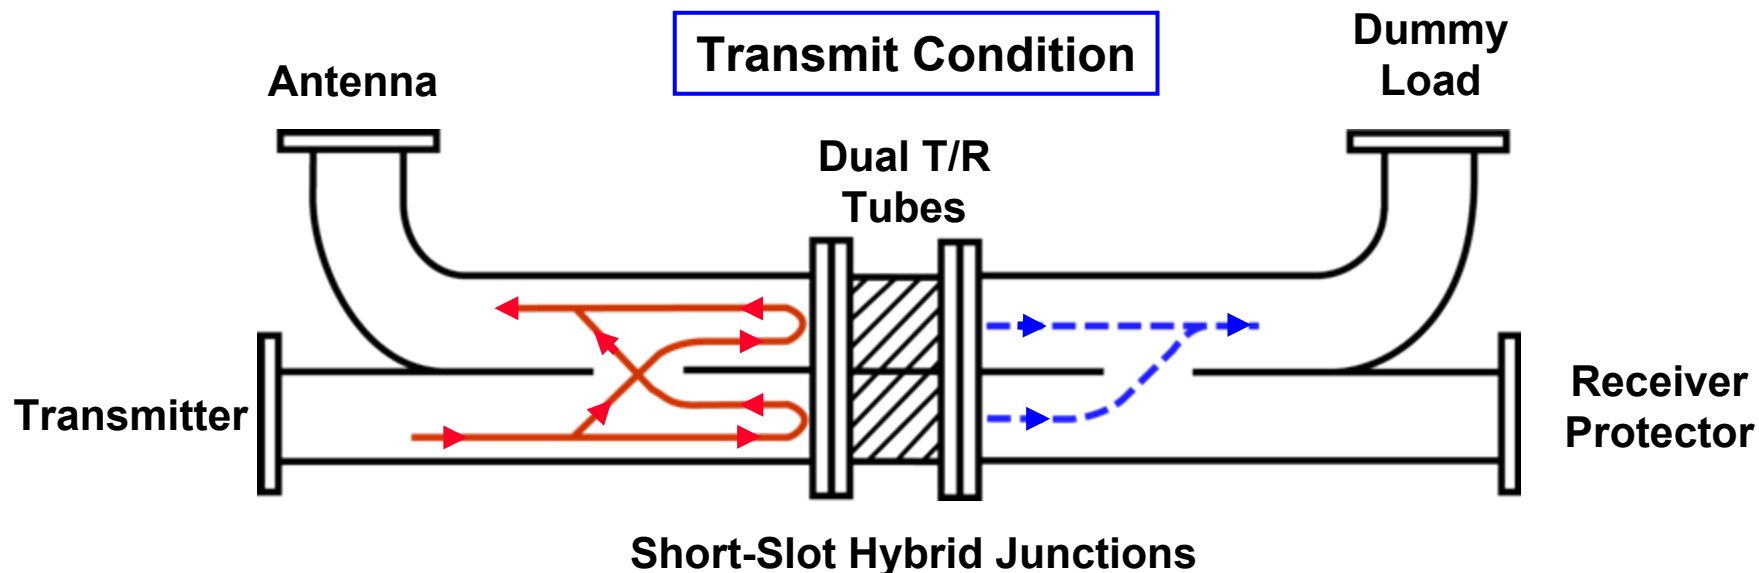 Transmit Condition
Dummy
Load
Antenna
Dual T/R
Tubes
Transmitter
Receiver
Protector
Short-Slot Hybrid Junctions